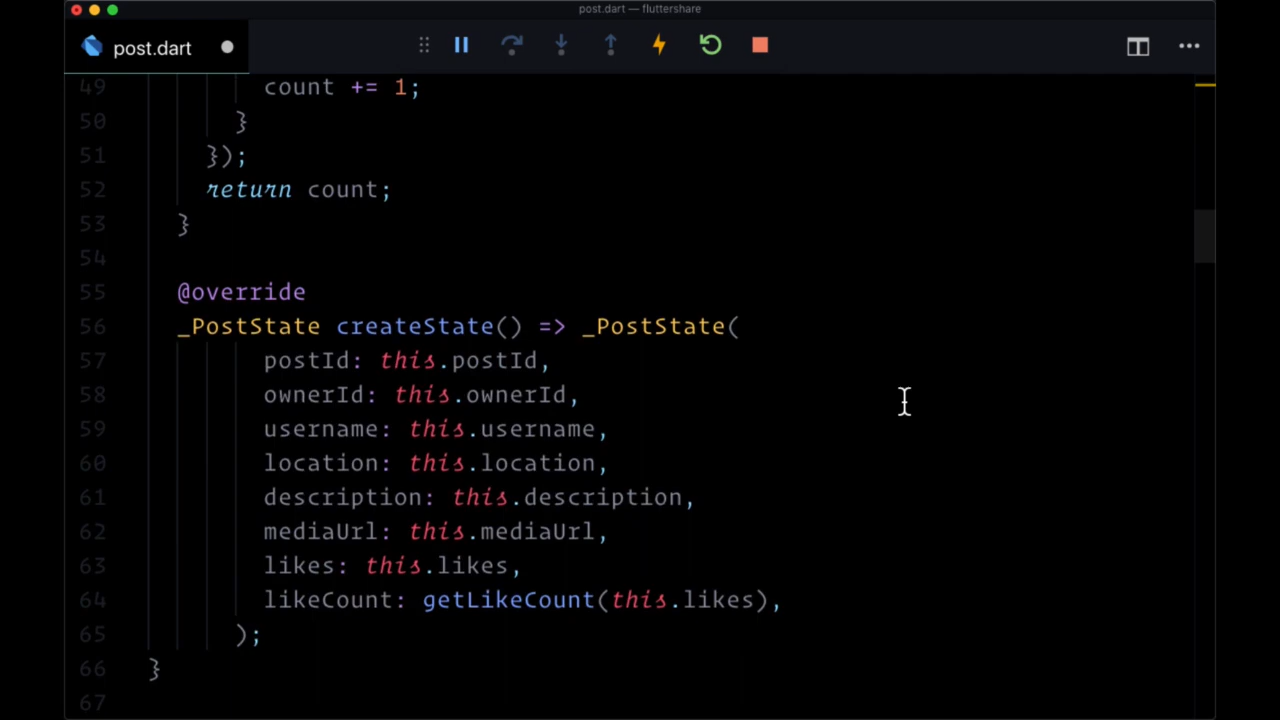 post.dart — fluttershare
post.dart
49 count += 1;
50 }
51 });
52 return count;
53 }
54
55 @override
56 _PostState createState() => _PostState(
57 postId: this.postId,
58 ownerId: this.ownerId,
59 username: this.username,
60 location: this.location,
61 description: this.description,
62 mediaUrl: this.mediaUrl,
63 likes: this.likes,
64 likeCount: getLikeCount(this.likes),
65 );
66 }
67